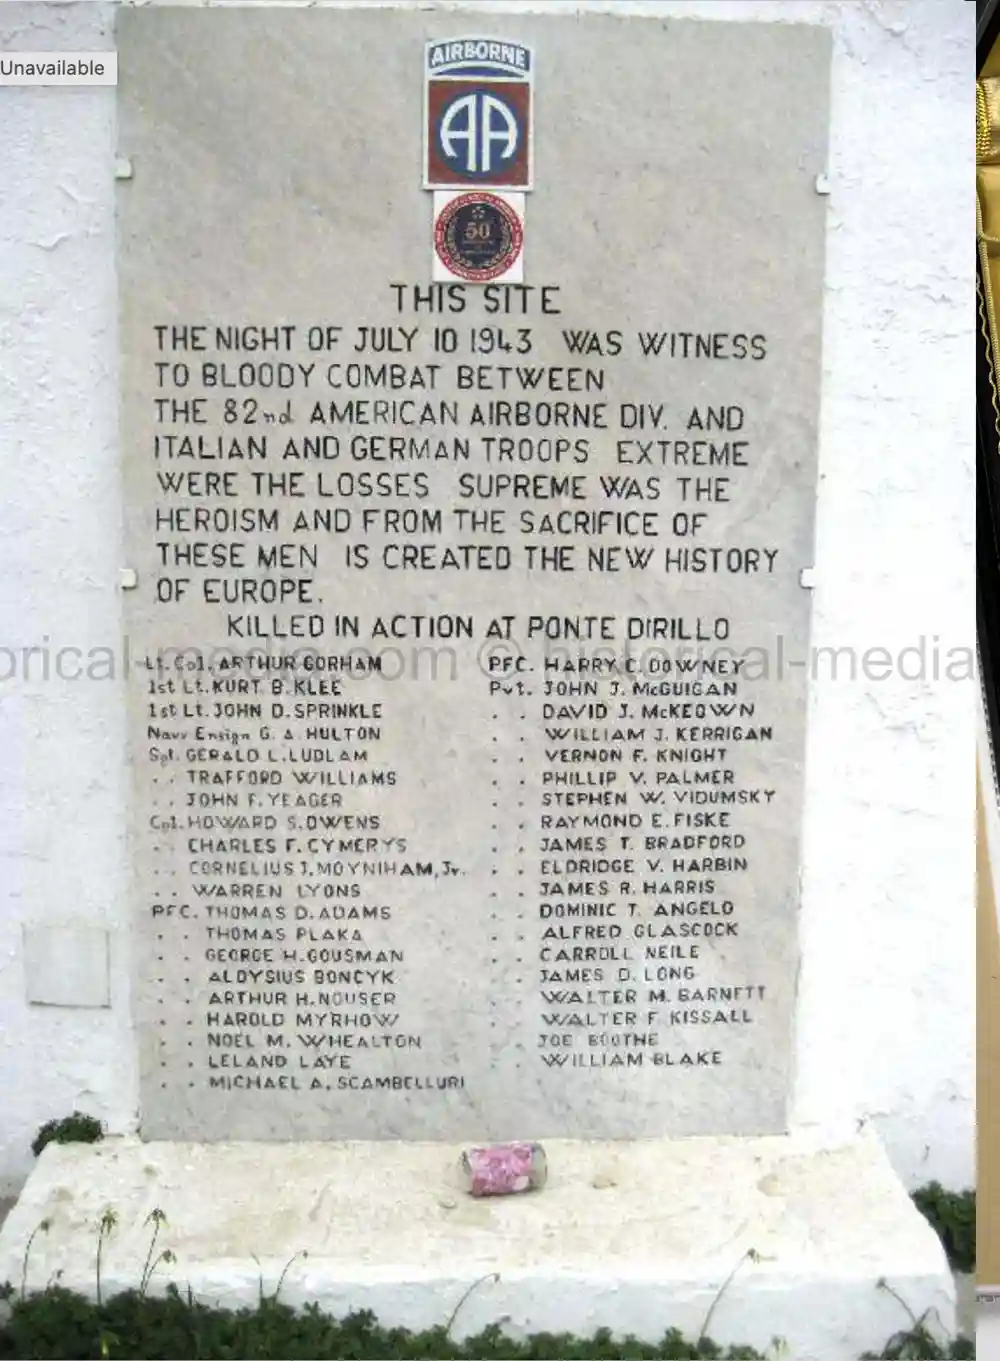 Unavailable
AIRBORNE
AA
50
THIS SITE
THE NIGHT OF JULY 10 1943 WAS WITNESS
TO BLOODY COMBAT BETWEEN
THE 82nd AMERICAN AIRBORNE DIV. AND
ITALIAN AND GERMAN TROOPS EXTREME
WERE THE LOSSES SUPREME WAS THE
HEROISM AND FROM THE SACRIFICE OF
THESE MEN IS CREATED THE NEW HISTORY
OF EUROPE.
KILLED IN ACTION AT PONTE DIRILLO
orical-media.com © historical-media
Lt. Col. ARTHUR GORHAM
1st Lt. KURT B. KLEE
1st Lt. JOHN D. SPRINKLE
Navy Ensign G. A. HULTON
Sgt. GERALD L. LUDLAM
. . TRAFFORD WILLIAMS
. . JOHN F. YEAGER
Cpl. HOWARD S. OWENS
. . CHARLES F. CYMERYS
. . CORNELIUS J. MOYNIHAM, Jr.
. . WARREN LYONS
PFC. THOMAS D. ADAMS
. . THOMAS PLAKA
. . GEORGE H. GOUSMAN
. . ALOYSIUS BONCYK
. . ARTHUR H. NOUSER
. . HAROLD MYRHOW
. . NOEL M. WHEALTON
. . LELAND LAYE
. . MICHAEL A. SCAMBELLURI
PFC. HARRY C. DOWNEY
Pvt. JOHN J. McGUIGAN
. . DAVID J. McKEOWN
. . WILLIAM J. KERRIGAN
. . VERNON F. KNIGHT
. . PHILLIP V. PALMER
. . STEPHEN W. VIDUMSKY
. . RAYMOND E. FISKE
. . JAMES T. BRADFORD
. . ELDRIDGE V. HARBIN
. . JAMES R. HARRIS
. . DOMINIC T. ANGELO
. . ALFRED GLASCOCK
. . CARROLL NEILE
. . JAMES D. LONG
. . WALTER M. BARNETT
. . WALTER F. KISSALL
. . JOE BOOTHE
. . WILLIAM BLAKE